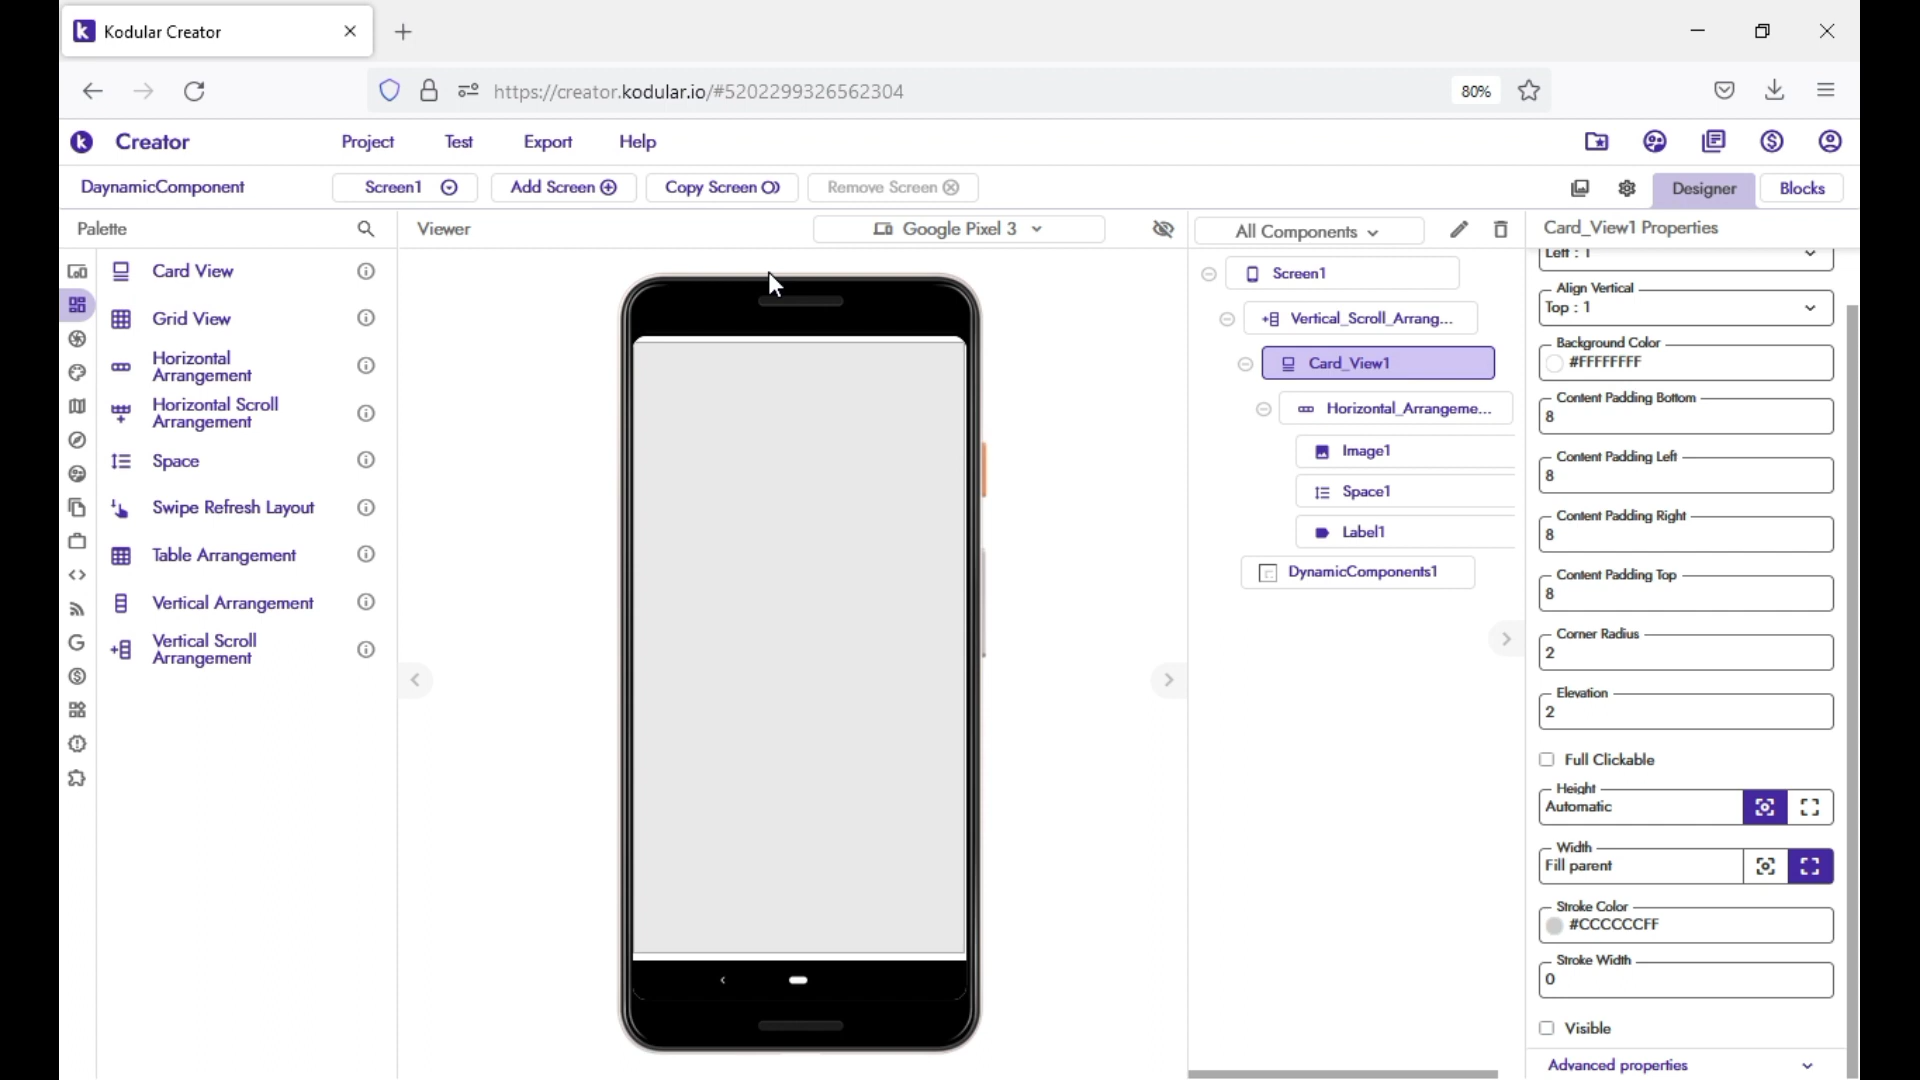 Kodular Creator
https://creator.kodular.io/#5202299326562304
80%
Creator
Project
Test
Export
Help
DaynamicComponent
Screen1
Add Screen
Copy Screen
Remove Screen
Designer
Blocks
Palette
Viewer
Google Pixel 3
All Components
Card_View1 Properties
Card View
Grid View
Horizontal
Arrangement
Horizontal Scroll
Arrangement
Space
Swipe Refresh Layout
Table Arrangement
Vertical Arrangement
Vertical Scroll
Arrangement
Screen1
Vertical_Scroll_Arrang...
Card_View1
Horizontal_Arrangeme...
Image1
Space1
Label1
DynamicComponents1
Left : 1
Align Vertical
Top : 1
Background Color
#FFFFFFFF
Content Padding Bottom
8
Content Padding Left
8
Content Padding Right
8
Content Padding Top
8
Corner Radius
2
Elevation
2
Full Clickable
Height
Automatic
Width
Fill parent
Stroke Color
#CCCCCCFF
Stroke Width
0
Visible
Advanced properties